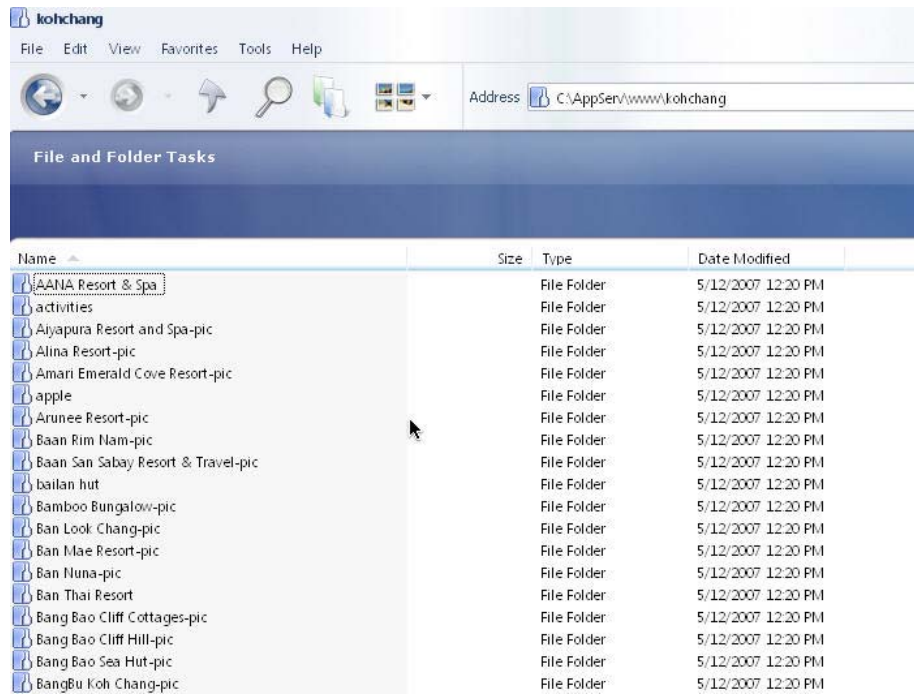 kohchang
File Edit View Favorites Tools Help
Address C:\AppServ\www\kohchang
File and Folder Tasks
Name Size Type Date Modified
AANA Resort & Spa File Folder 5/12/2007 12:20 PM
activities File Folder 5/12/2007 12:20 PM
Aiyapura Resort and Spa-pic File Folder 5/12/2007 12:20 PM
Alina Resort-pic File Folder 5/12/2007 12:20 PM
Amari Emerald Cove Resort-pic File Folder 5/12/2007 12:20 PM
apple File Folder 5/12/2007 12:20 PM
Arunee Resort-pic File Folder 5/12/2007 12:20 PM
Baan Rim Nam-pic File Folder 5/12/2007 12:20 PM
Baan San Sabay Resort & Travel-pic File Folder 5/12/2007 12:20 PM
bailan hut File Folder 5/12/2007 12:20 PM
Bamboo Bungalow-pic File Folder 5/12/2007 12:20 PM
Ban Look Chang-pic File Folder 5/12/2007 12:20 PM
Ban Mae Resort-pic File Folder 5/12/2007 12:20 PM
Ban Nuna-pic File Folder 5/12/2007 12:20 PM
Ban Thai Resort File Folder 5/12/2007 12:20 PM
Bang Bao Cliff Cottages-pic File Folder 5/12/2007 12:20 PM
Bang Bao Cliff Hill-pic File Folder 5/12/2007 12:20 PM
Bang Bao Sea Hut-pic File Folder 5/12/2007 12:20 PM
BangBu Koh Chang-pic File Folder 5/12/2007 12:20 PM